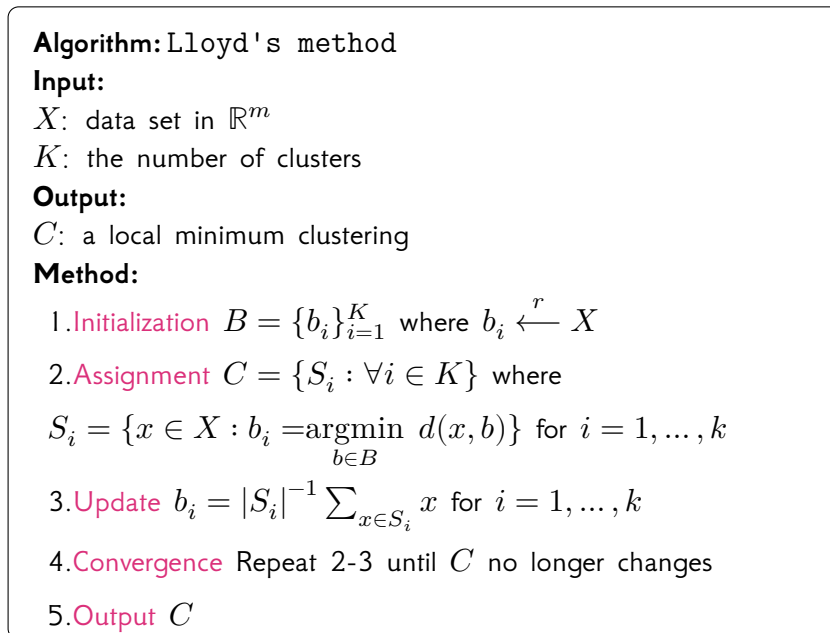 Algorithm: Lloyd's method
Input:
X: data set in ℝᵐ
K: the number of clusters
Output:
C: a local minimum clustering
Method:
1.Initialization B = {b_i}_{i=1}^K where b_i ←^r X
2.Assignment C = {S_i : ∀i ∈ K} where
S_i = {x ∈ X : b_i =argmin_{b∈B} d(x, b)} for i = 1, ..., k
3.Update b_i = |S_i|^{-1} ∑_{x∈S_i} x for i = 1, ..., k
4.Convergence Repeat 2-3 until C no longer changes
5.Output C